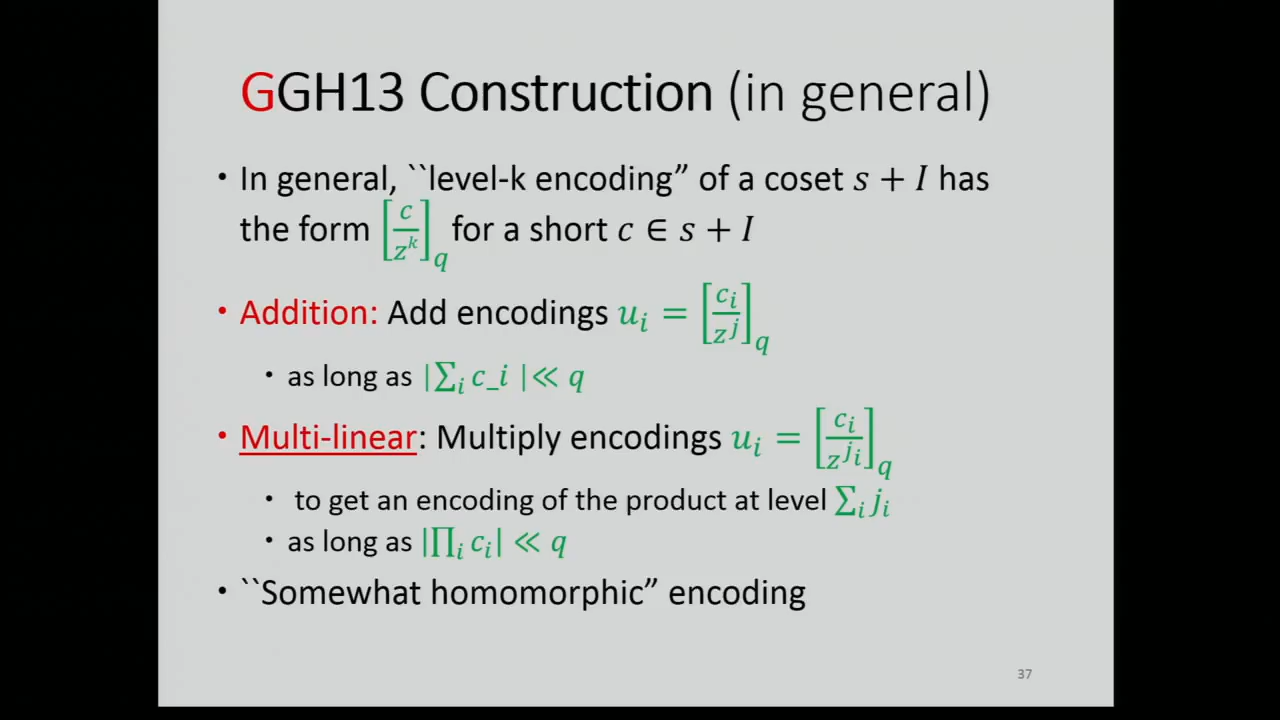 GGH13 Construction (in general)
• In general, ``level-k encoding” of a coset s + I has
the form [c/z^k]_q for a short c ∈ s + I
• Addition: Add encodings u_i = [c_i/z^j]_q
• as long as |∑_i c_i | ≪ q
• Multi-linear: Multiply encodings u_i = [c_i/z^{j_i}]_q
• to get an encoding of the product at level ∑_i j_i
• as long as |∏_i c_i| ≪ q
• ``Somewhat homomorphic” encoding
37